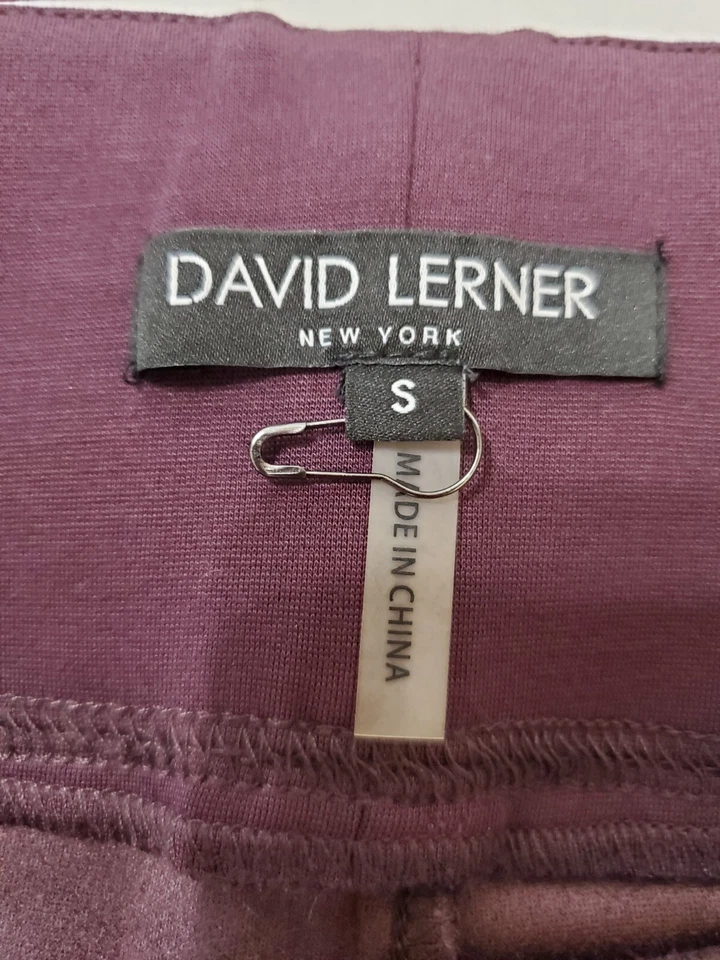 DAVID LERNER
NEW YORK
S
MADE IN CHINA